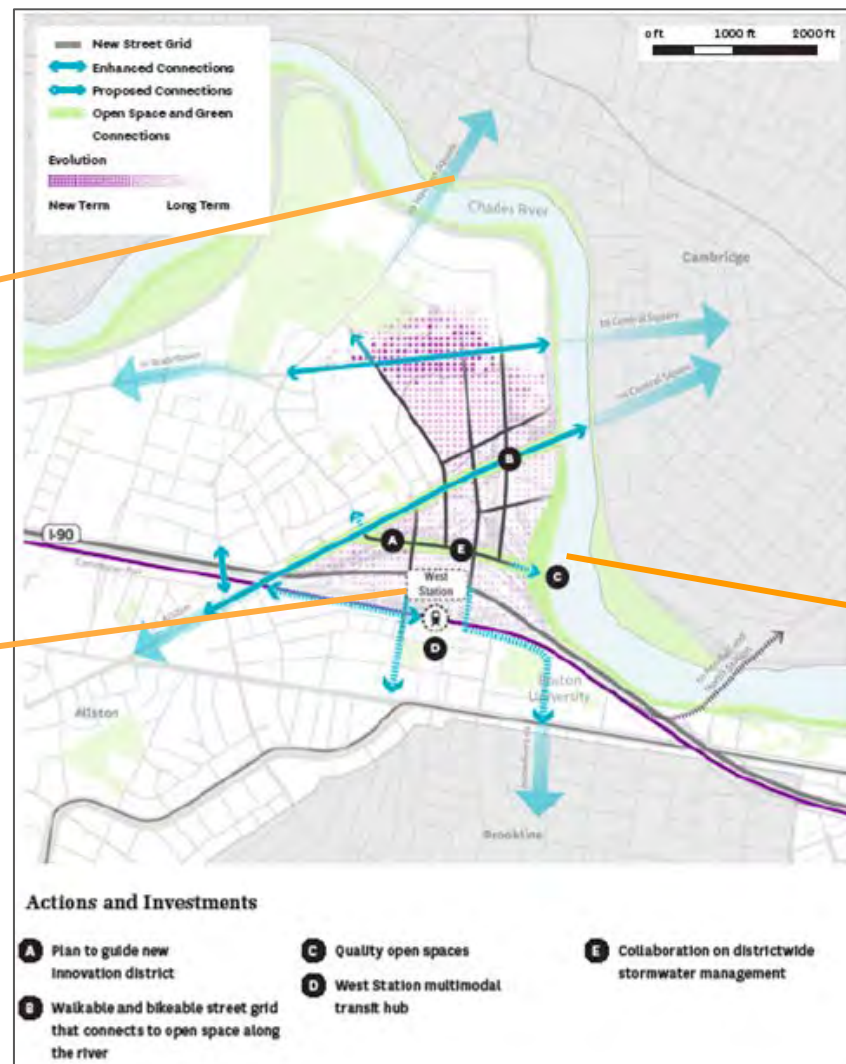 New Street Grid
Enhanced Connections
Proposed Connections
Open Space and Green
Connections
Evolution
New Term Long Term
0 ft 1000 ft 2000 ft
Charles River
Cambridge
to Central Square
to Central Square
I-90
A
B
E
C
West
Station
D
Allston
Boston
University
North Station
Brookline
Actions and Investments
A Plan to guide new
innovation district
B Walkable and bikeable street grid
that connects to open space along
the river
C Quality open spaces
D West Station multimodal
transit hub
E Collaboration on districtwide
stormwater management